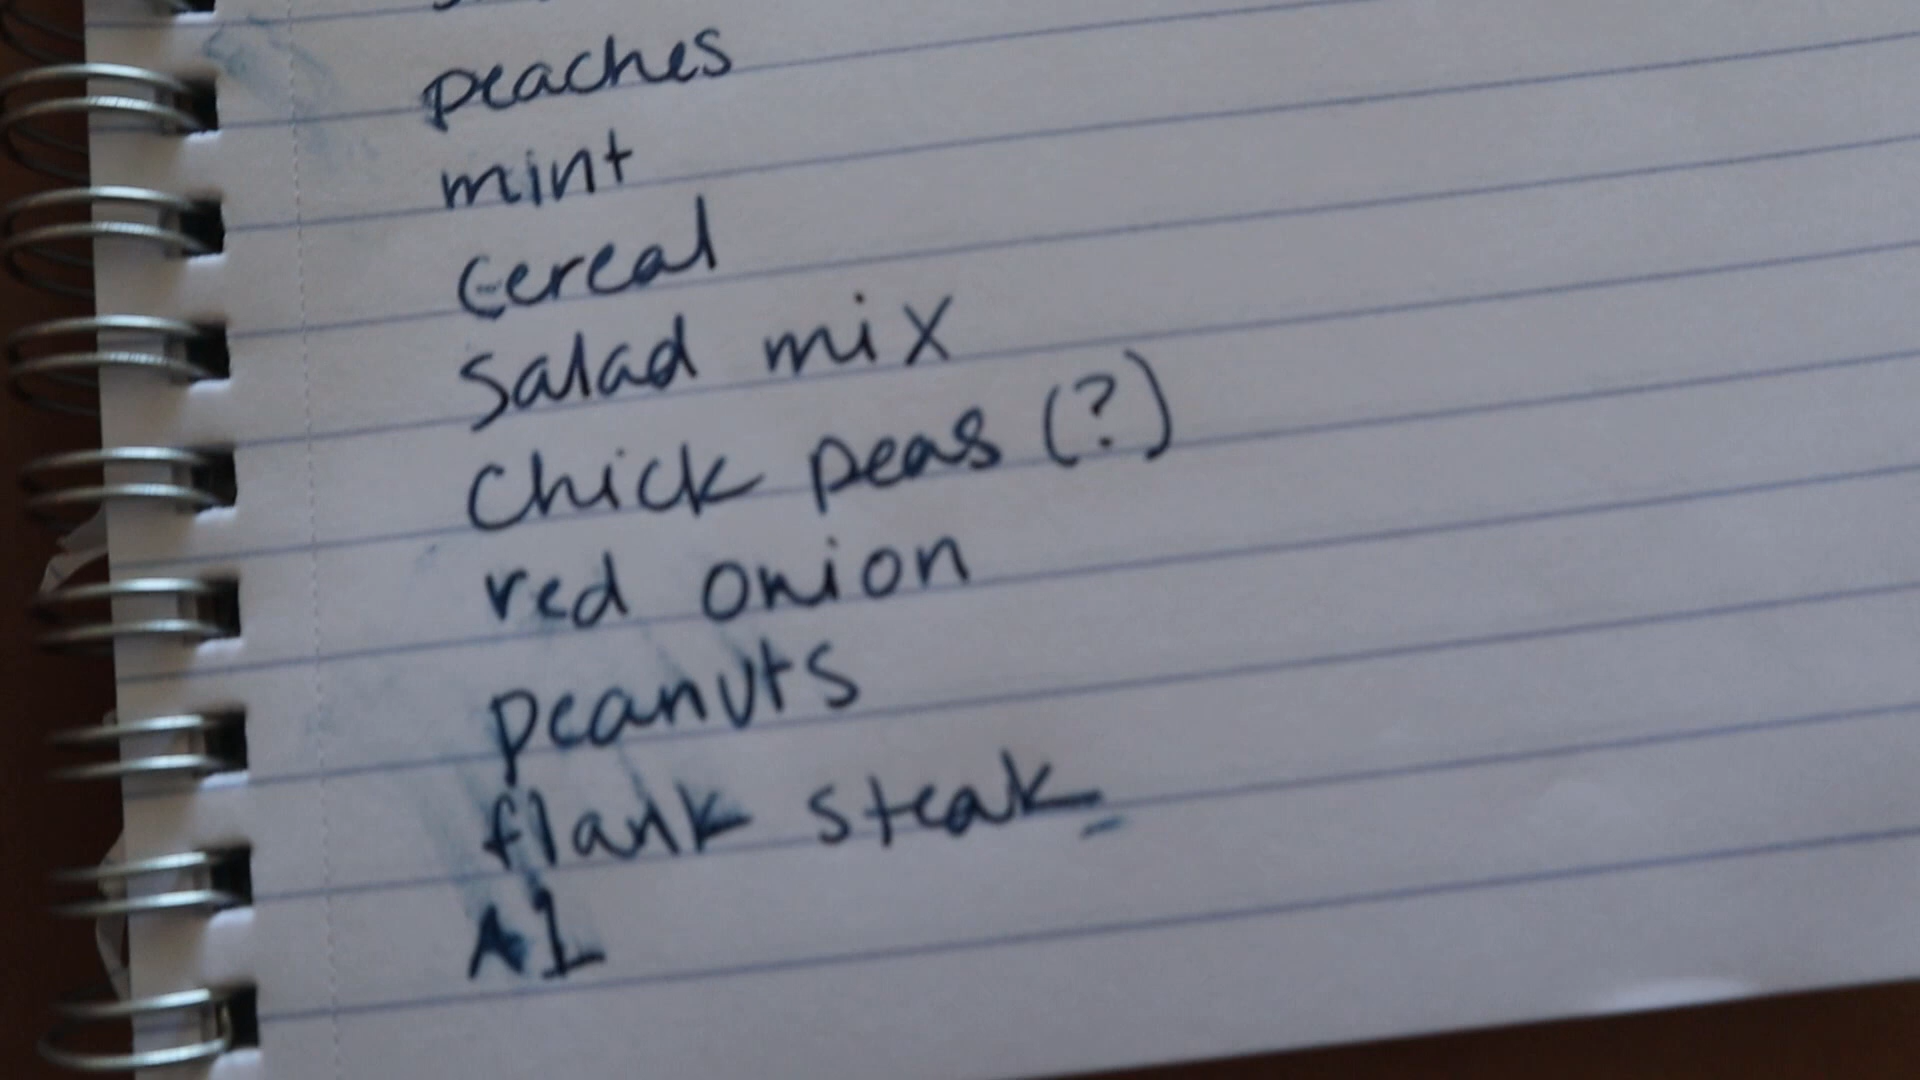 peaches
mint
cereal
salad mix
chick peas (?)
red onion
peanuts
flank steak
A1